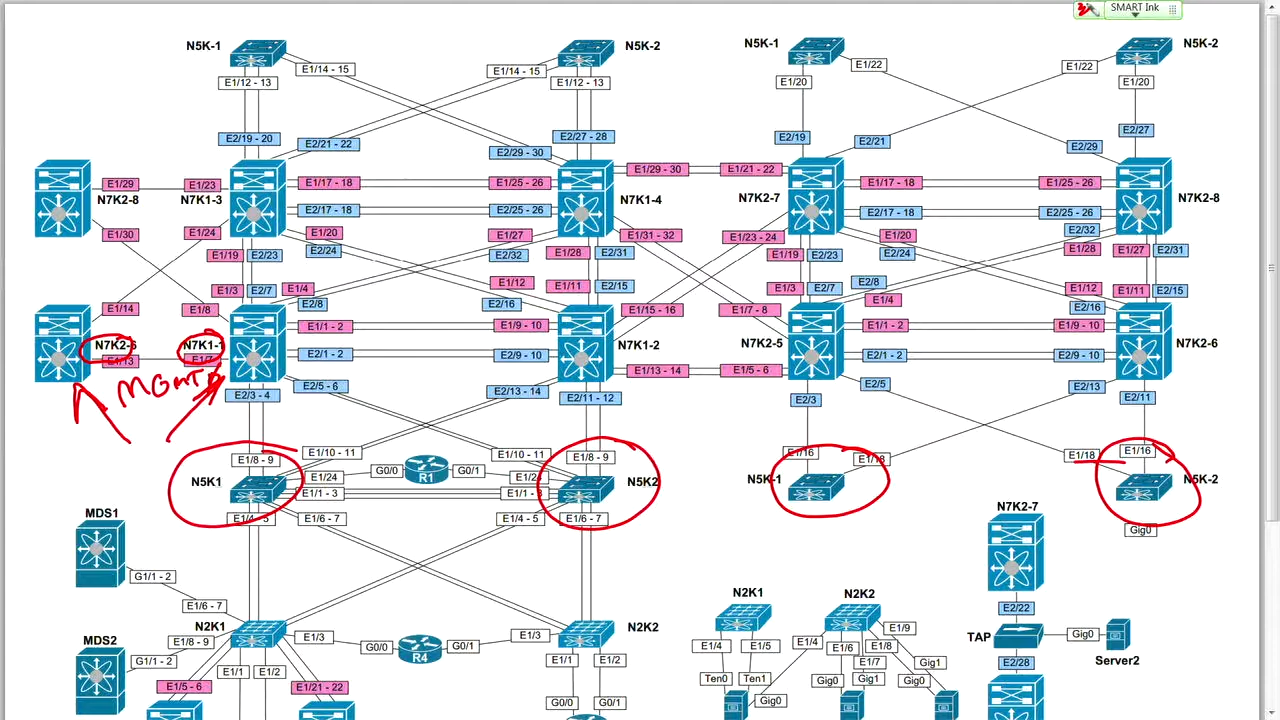 SMART Ink
N5K-1
N5K-2
N5K-1
N5K-2
E1/14 - 15
E1/14 - 15
E1/22
E1/22
E1/12 - 13
E1/12 - 13
E1/20
E1/20
E2/19 - 20
E2/21 - 22
E2/27 - 28
E2/29 - 30
E2/19
E2/21
E2/27
E2/29
E1/29
E1/23
E1/17 - 18
E1/25 - 26
E1/29 - 30
E1/21 - 22
E1/17 - 18
E1/25 - 26
N7K2-8
N7K1-3
N7K1-4
N7K2-7
N7K2-8
E2/17 - 18
E2/25 - 26
E2/17 - 18
E2/25 - 26
E1/30
E1/24
E1/20
E1/27
E1/31 - 32
E1/23 - 24
E1/20
E2/32
E1/19
E2/23
E2/24
E2/32
E1/28
E2/31
E1/19
E2/23
E2/24
E1/28
E1/27
E2/31
E1/3
E2/7
E1/4
E1/12
E1/11
E2/15
E1/3
E2/7
E2/8
E1/12
E1/11
E2/15
E1/14
E1/8
E2/8
E2/16
E1/15 - 16
E1/7 - 8
E1/4
E2/16
E1/1 - 2
E1/9 - 10
E1/1 - 2
E1/9 - 10
N7K2-6
N7K1-1
N7K1-2
N7K2-5
N7K2-6
E1/13
E1/7
E2/1 - 2
E2/9 - 10
E2/1 - 2
E2/9 - 10
E1/13 - 14
E1/5 - 6
MGMT0
E2/3 - 4
E2/5 - 6
E2/13 - 14
E2/11 - 12
E2/3
E2/5
E2/13
E2/11
E1/8 - 9
E1/10 - 11
E1/10 - 11
E1/8 - 9
E1/16
E1/18
E1/18
E1/16
N5K1
E1/24
G0/0
R1
G0/1
E1/24
N5K2
N5K-1
N5K-2
E1/1 - 3
E1/1 - 3
E1/4 - 5
E1/6 - 7
E1/4 - 5
E1/6 - 7
Gig0
MDS1
N7K2-7
G1/1 - 2
E1/6 - 7
N2K1
N2K2
E2/22
MDS2
E1/8 - 9
N2K1
E1/3
G0/0
R4
G0/1
E1/3
N2K2
E1/4
E1/5
E1/4
E1/6
E1/7
E1/8
E1/9
TAP
Gig0
Server2
G1/1 - 2
E1/1
E1/2
E1/1
E1/2
Gig1
E2/28
E1/5 - 6
E1/21 - 22
Ten0
Ten1
Gig0
Gig0
Gig1
Gig0
G0/0
G0/1